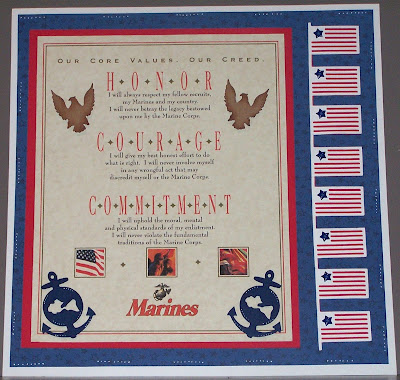 OUR CORE VALUES. OUR CREED.
H·O·N·O·R
I will always respect my fellow recruits,
my Marines and my country.
I will never betray the legacy bestowed
upon me by the Marine Corps.
C·O·U·R·A·G·E
I will give my best honest effort to do
what is right. I will never involve myself
in any wrongful act that may
discredit myself or the Marine Corps.
C·O·M·M·I·T·M·E·N·T
I will uphold the moral, mental
and physical standards of my enlistment.
I will never violate the fundamental
traditions of the Marine Corps.
Marines